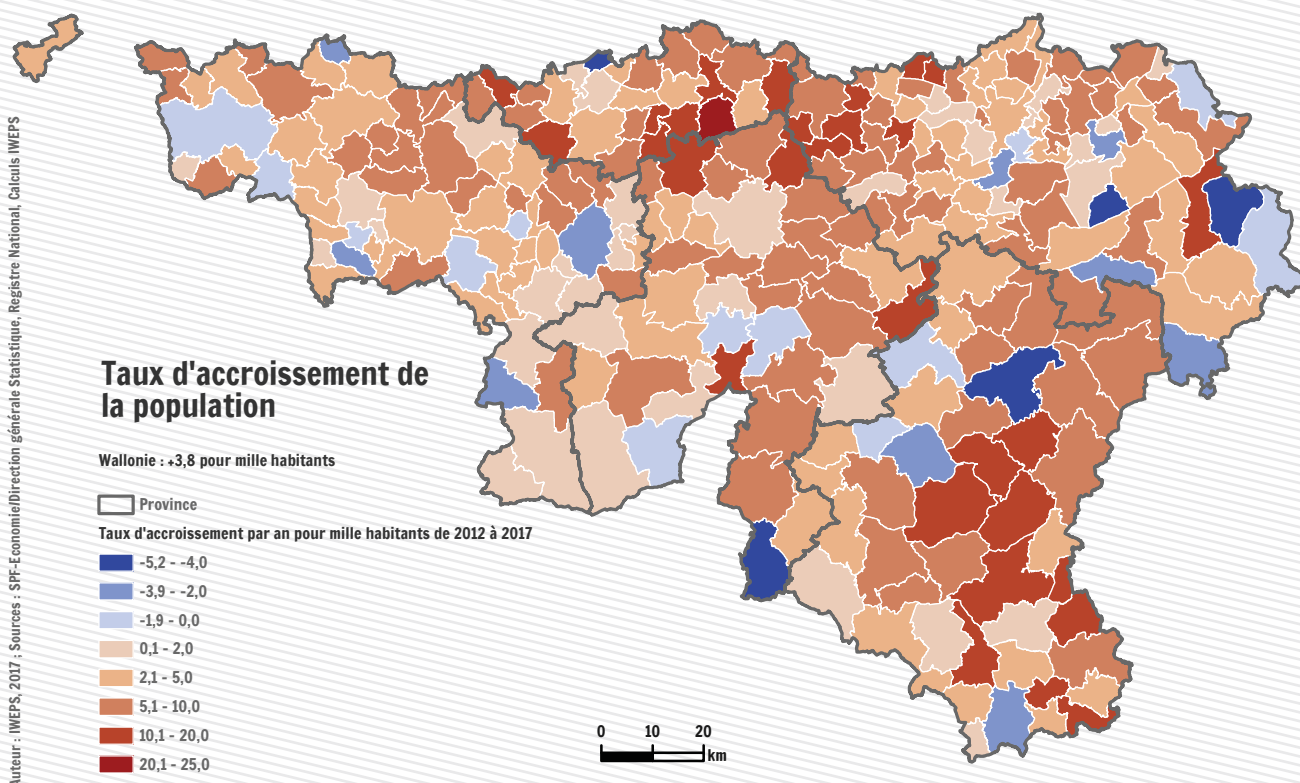 Taux d'accroissement de
la population
Wallonie : +3,8 pour mille habitants
Province
Taux d'accroissement par an pour mille habitants de 2012 à 2017
-5,2 - -4,0
-3,9 - -2,0
-1,9 - 0,0
0,1 - 2,0
2,1 - 5,0
5,1 - 10,0
10,1 - 20,0
20,1 - 25,0
0 10 20
km
Auteur : IWEPS, 2017 ; Sources : SPF-Economie/Direction générale Statistique, Registre National, Calculs IWEPS